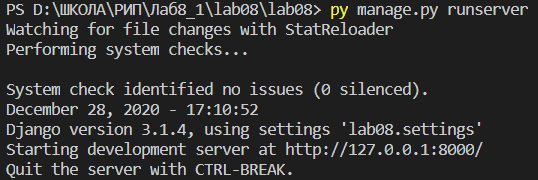 PS D:\ШКОЛА\РИП\Лаб8_1\lab08\lab08> py manage.py runserver
Watching for file changes with StatReloader
Performing system checks...
System check identified no issues (0 silenced).
December 28, 2020 - 17:10:52
Django version 3.1.4, using settings 'lab08.settings'
Starting development server at http://127.0.0.1:8000/
Quit the server with CTRL-BREAK.